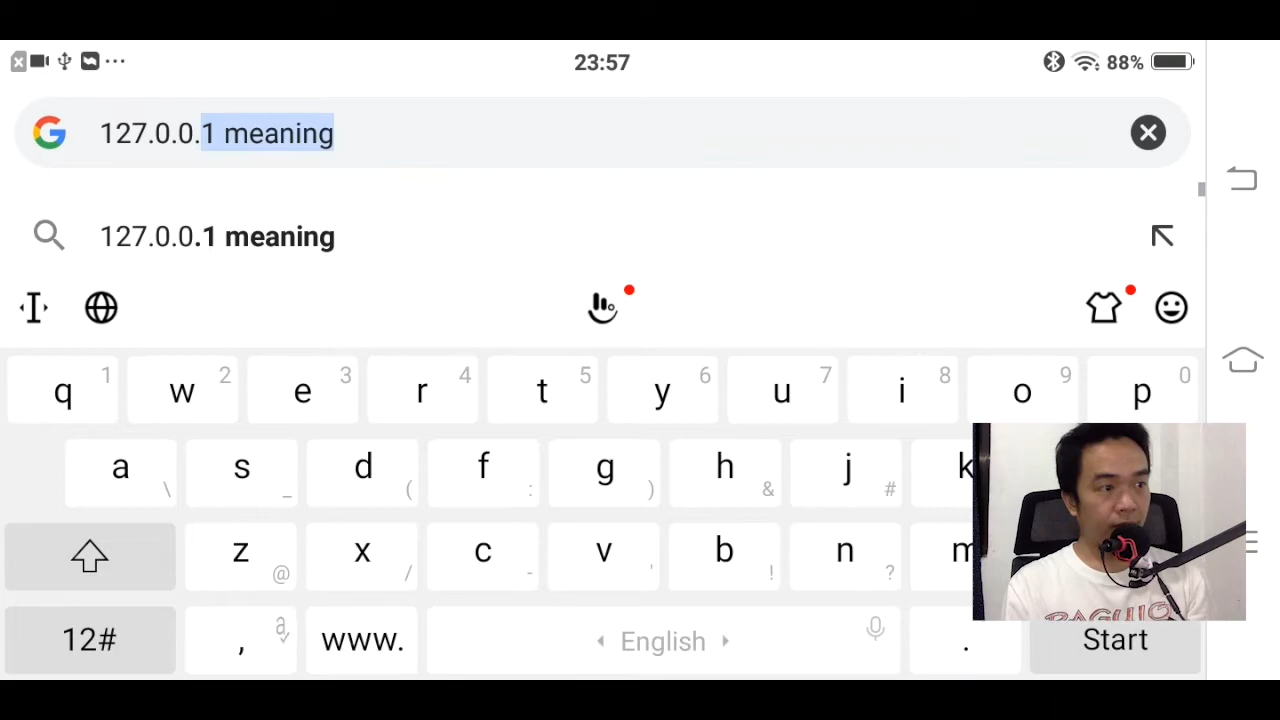 23:57
88%
127.0.0.1 meaning
127.0.0.1 meaning
q 1 w 2 e 3 r 4 t 5 y 6 u 7 i 8 o 9 p 0
a \ s _ d ( f : g ) h & j # k
z @ x / c - v ' b ! n ? m
12# , www. English . Start
BAGUIO